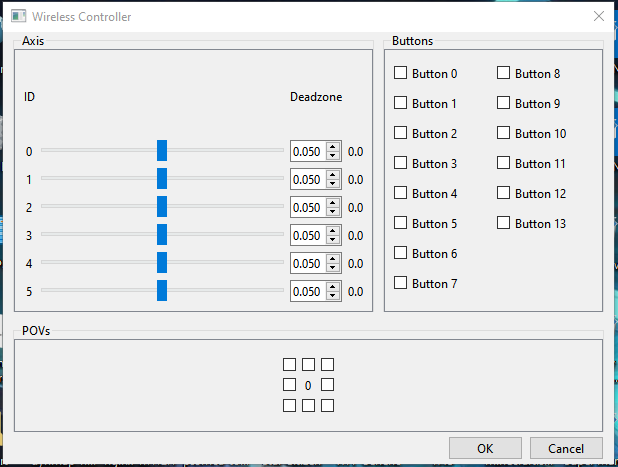 Wireless Controller
Axis
ID Deadzone
0 0.050 0.0
1 0.050 0.0
2 0.050 0.0
3 0.050 0.0
4 0.050 0.0
5 0.050 0.0
Buttons
Button 0 Button 8
Button 1 Button 9
Button 2 Button 10
Button 3 Button 11
Button 4 Button 12
Button 5 Button 13
Button 6
Button 7
POVs
0
OK Cancel